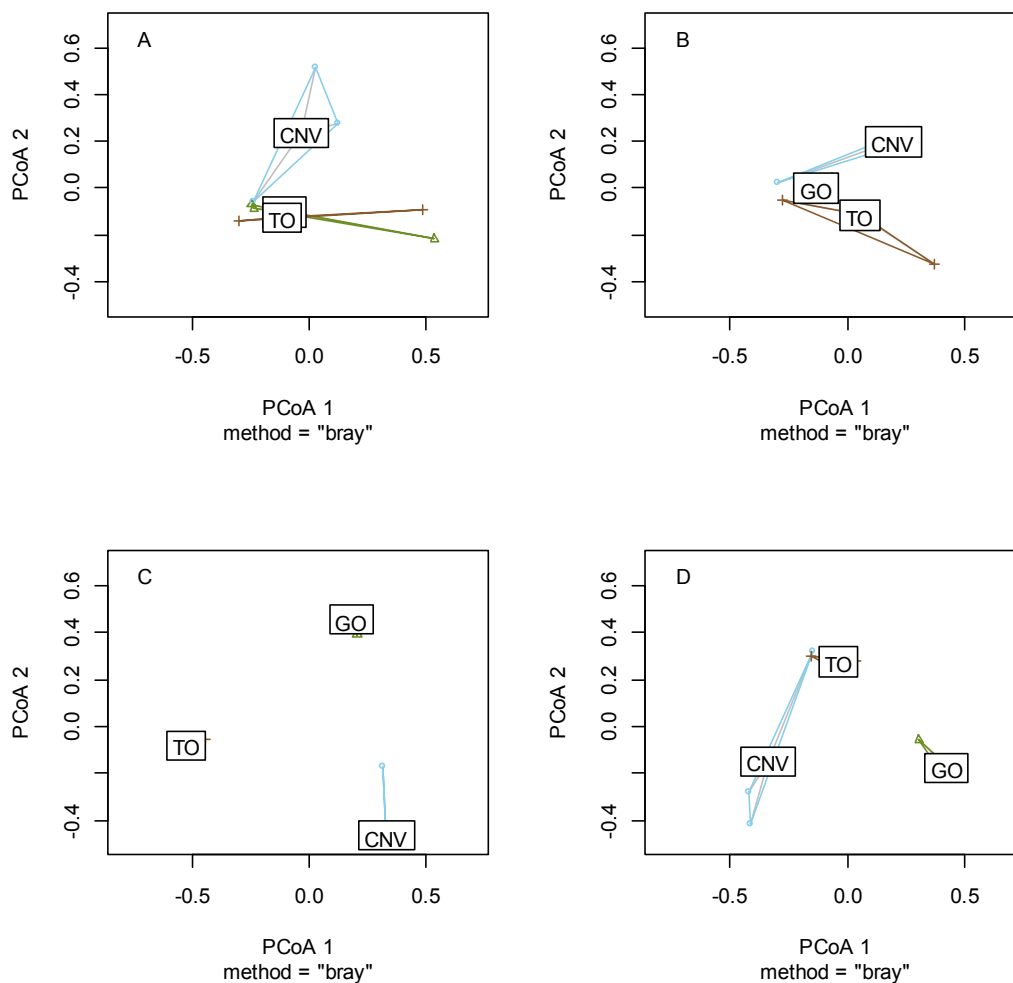 A
PCoA 2
0.6
0.4
0.2
0.0
-0.4
CNV
TO
-0.5
0.0
0.5
PCoA 1
method = "bray"
B
PCoA 2
0.6
0.4
0.2
0.0
-0.4
CNV
GO
TO
-0.5
0.0
0.5
PCoA 1
method = "bray"
C
PCoA 2
0.6
0.4
0.2
0.0
-0.4
GO
TO
CNV
-0.5
0.0
0.5
PCoA 1
method = "bray"
D
PCoA 2
0.6
0.4
0.2
0.0
-0.4
TO
CNV
GO
-0.5
0.0
0.5
PCoA 1
method = "bray"